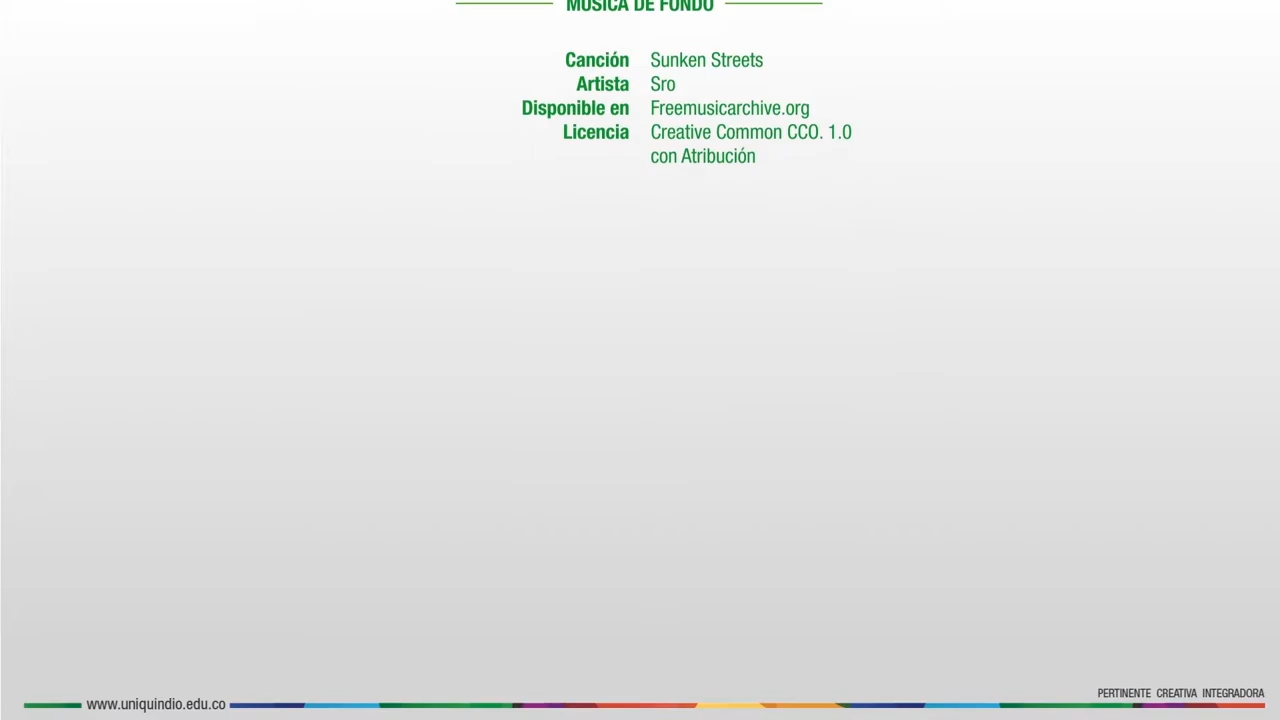 MÚSICA DE FONDO
Canción Sunken Streets
Artista Sro
Disponible en Freemusicarchive.org
Licencia Creative Common CCO. 1.0
con Atribución
PERTINENTE CREATIVA INTEGRADORA
www.uniquindio.edu.co